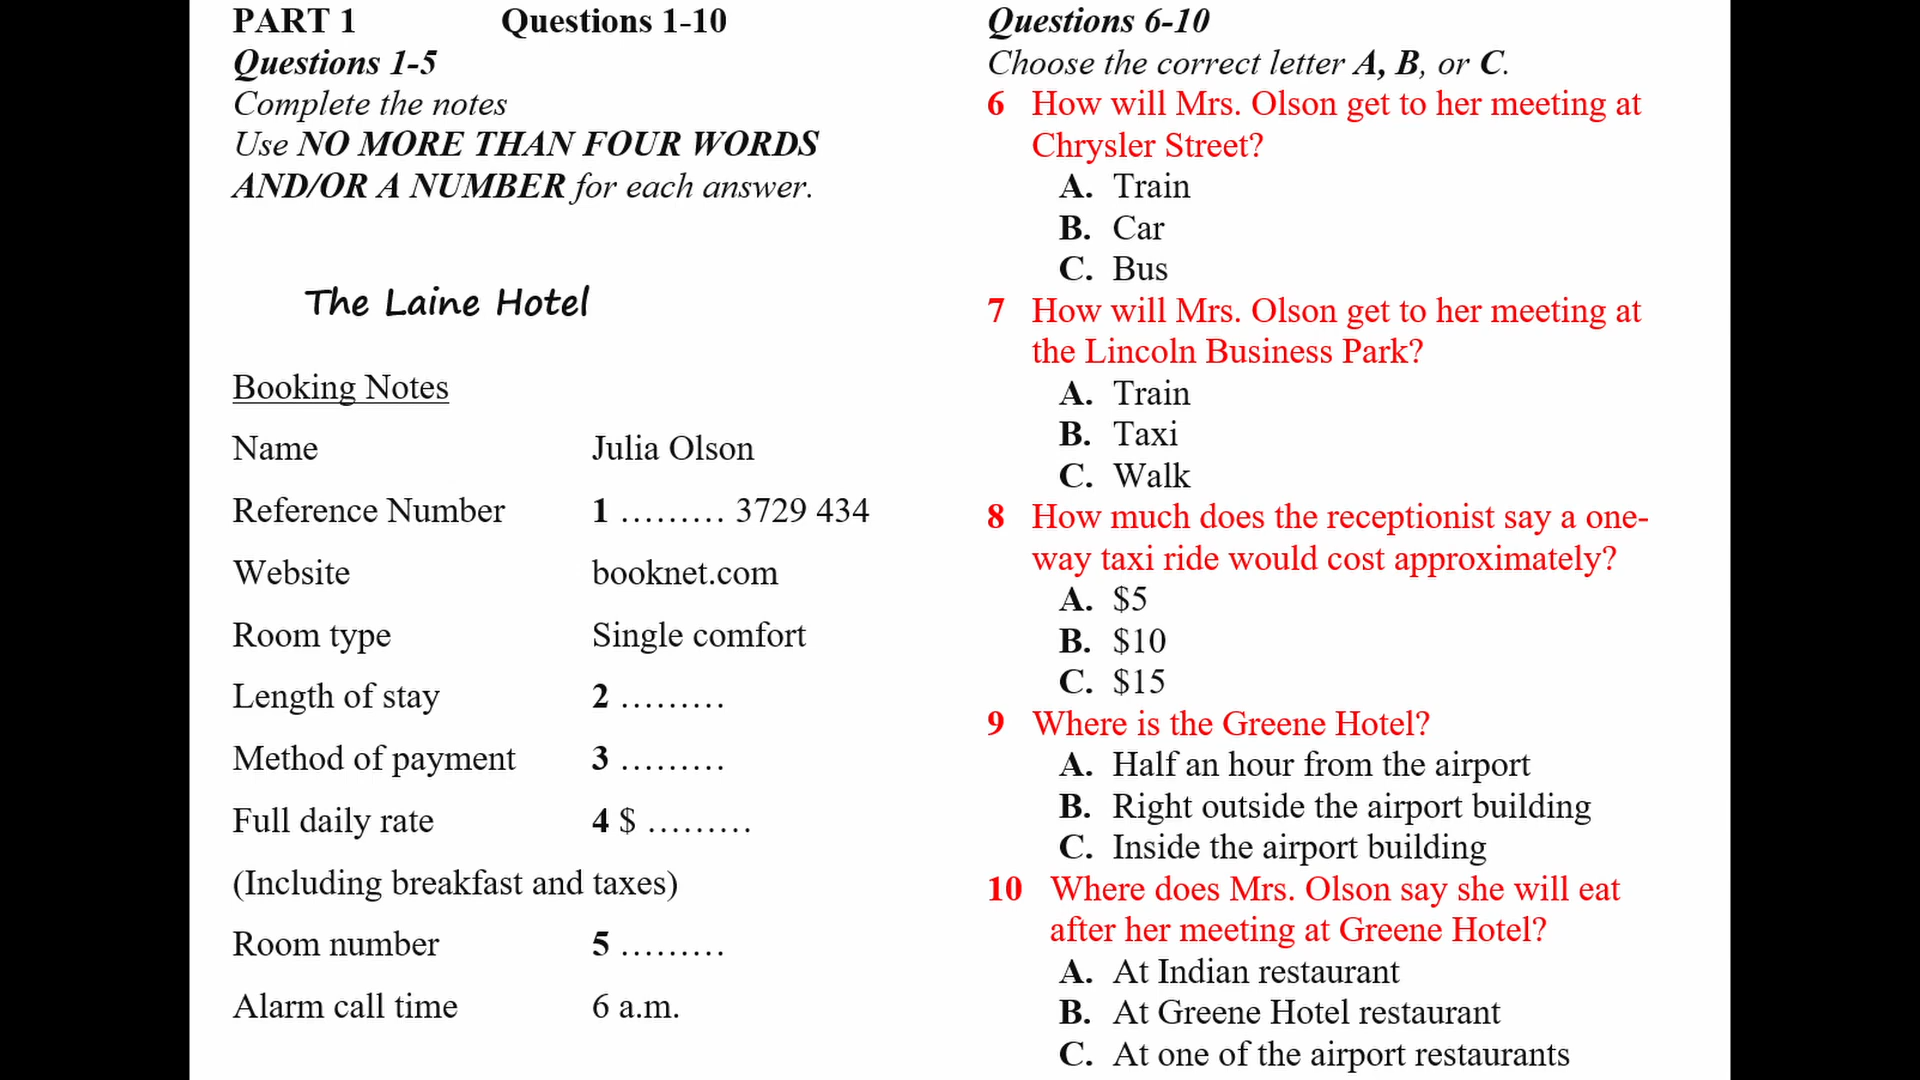 PART 1 Questions 1-10
Questions 1-5
Complete the notes
Use NO MORE THAN FOUR WORDS
AND/OR A NUMBER for each answer.
The Laine Hotel
Booking Notes
Name Julia Olson
Reference Number 1 ......... 3729 434
Website booknet.com
Room type Single comfort
Length of stay 2 .........
Method of payment 3 .........
Full daily rate 4 $ .........
(Including breakfast and taxes)
Room number 5 .........
Alarm call time 6 a.m.
Questions 6-10
Choose the correct letter A, B, or C.
6 How will Mrs. Olson get to her meeting at
Chrysler Street?
A. Train
B. Car
C. Bus
7 How will Mrs. Olson get to her meeting at
the Lincoln Business Park?
A. Train
B. Taxi
C. Walk
8 How much does the receptionist say a one-
way taxi ride would cost approximately?
A. $5
B. $10
C. $15
9 Where is the Greene Hotel?
A. Half an hour from the airport
B. Right outside the airport building
C. Inside the airport building
10 Where does Mrs. Olson say she will eat
after her meeting at Greene Hotel?
A. At Indian restaurant
B. At Greene Hotel restaurant
C. At one of the airport restaurants